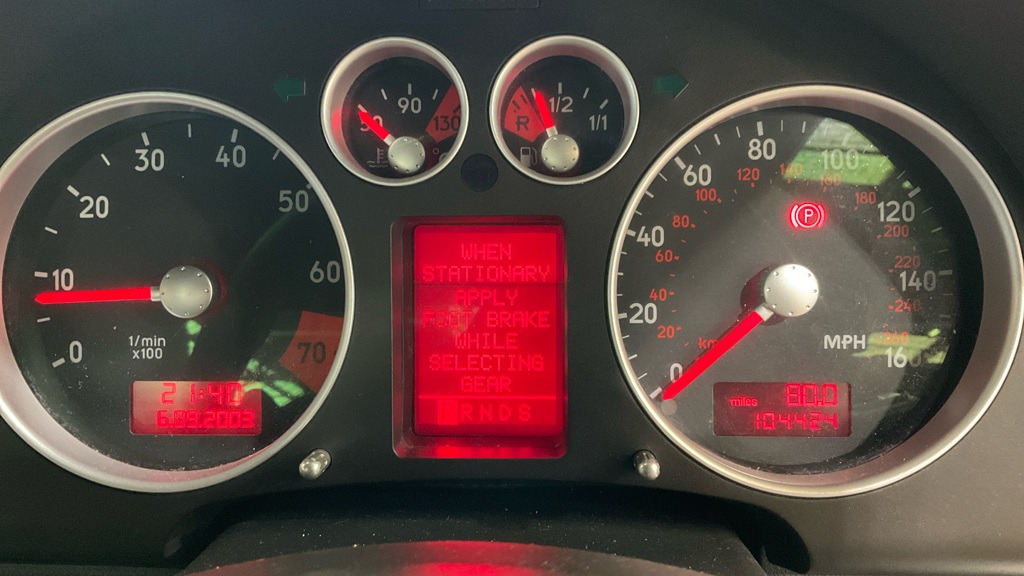 90
50
130
1/2
1/1
R
10
20
30
40
50
60
70
0
1/min
x100
21:40
6.09.2003
WHEN
STATIONARY
APPLY
FOOT BRAKE
WHILE
SELECTING
GEAR
RNDS
0
20
40
60
80
100
120
140
160
20
40
60
80
100
120
140
160
180
200
220
240
260
km
P
MPH
miles 80.0
104424